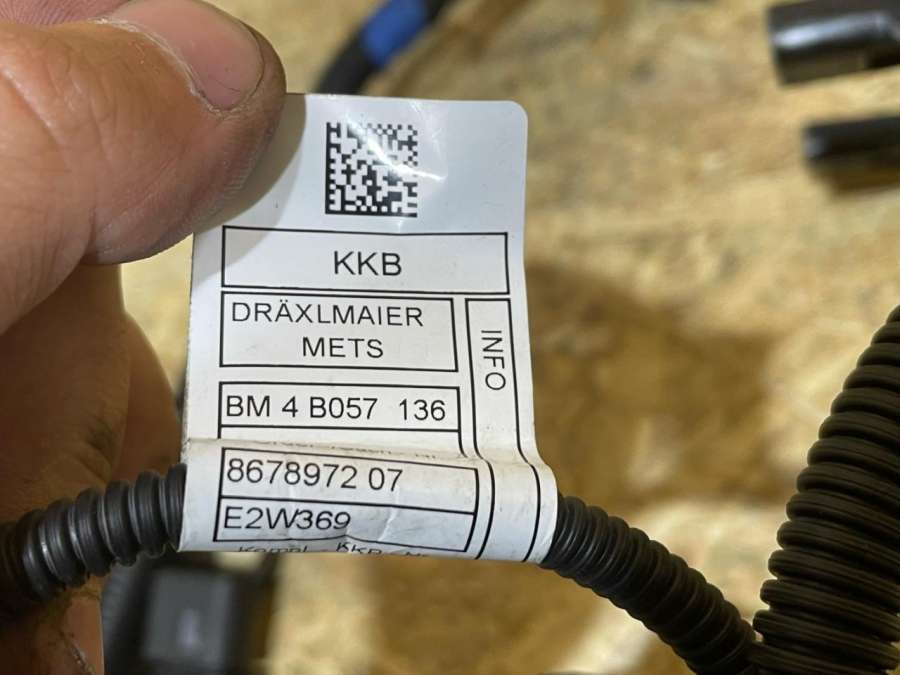 KKB
DRÄXLMAIER
METS
INFO
BM 4 B057 136
8678972 07
E2W369